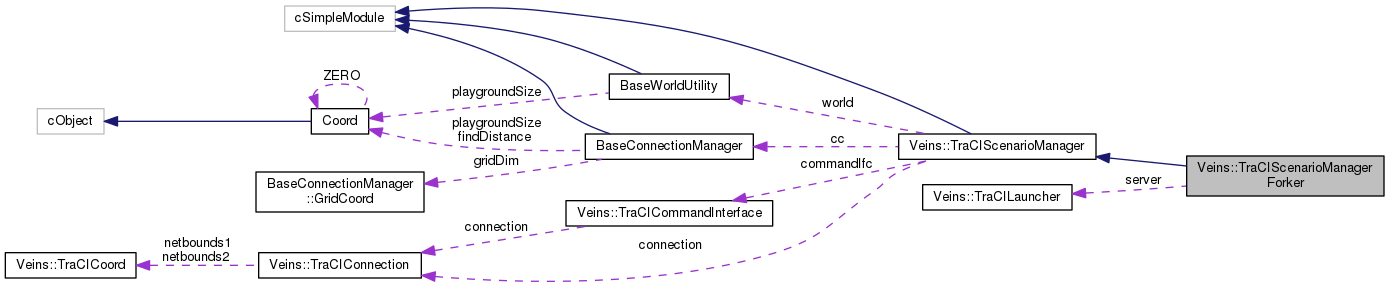 cSimpleModule
ZERO
BaseWorldUtility
playgroundSize
world
cObject
Coord
playgroundSize
findDistance
cc
BaseConnectionManager
Veins::TraCIScenarioManager
gridDim
commandIfc
Veins::TraCIScenarioManager
Forker
server
BaseConnectionManager
::GridCoord
Veins::TraCILauncher
Veins::TraCICommandInterface
connection
connection
netbounds1
netbounds2
Veins::TraCICoord
Veins::TraCIConnection